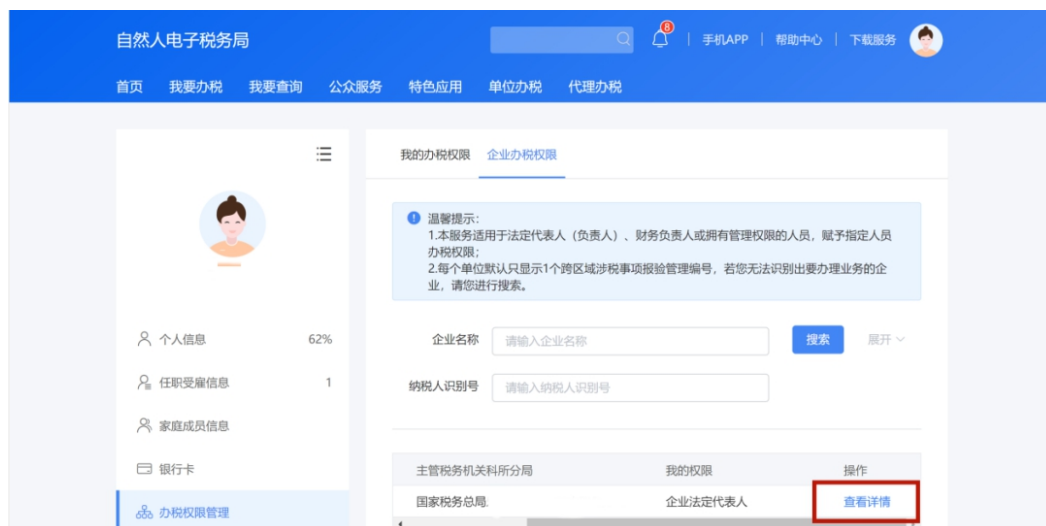 自然人电子税务局
8
手机APP | 帮助中心 | 下载服务
首页 我要办税 我要查询 公众服务 特色应用 单位办税 代理办税
我的办税权限 企业办税权限
温馨提示：
1.本服务适用于法定代表人（负责人）、财务负责人或拥有管理权限的人员，赋予指定人员
办税权限；
2.每个单位默认只显示1个跨区域涉税事项报验管理编号，若您无法识别出要办理业务的企
业，请您进行搜索。
个人信息 62%
任职受雇信息 1
家庭成员信息
银行卡
办税权限管理
企业名称 请输入企业名称 搜索 展开
纳税人识别号 请输入纳税人识别号
主管税务机关科所分局 我的权限 操作
国家税务总局 企业法定代表人 查看详情